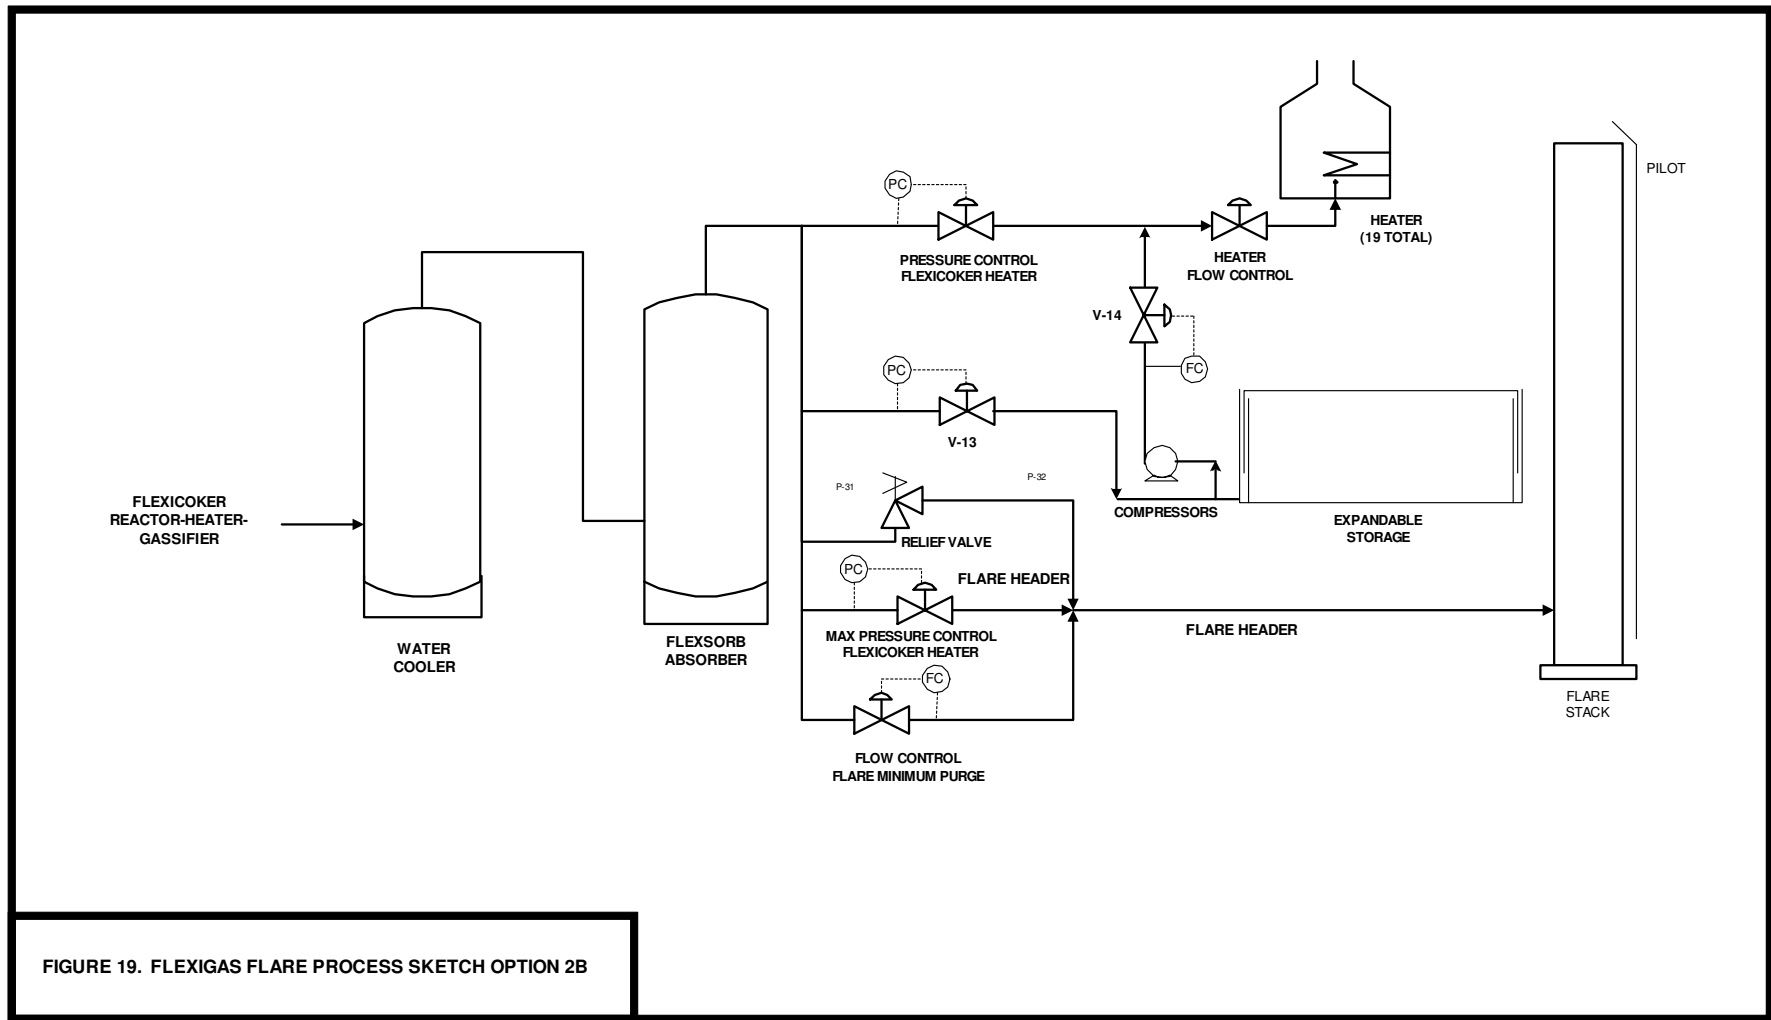 PILOT
PC
HEATER
(19 TOTAL)
PRESSURE CONTROL
FLEXICOKER HEATER
HEATER
FLOW CONTROL
V-14
FC
PC
V-13
P-31
P-32
FLEXICOKER
REACTOR-HEATER-
GASSIFIER
COMPRESSORS
EXPANDABLE
STORAGE
RELIEF VALVE
PC
FLARE HEADER
FLARE HEADER
MAX PRESSURE CONTROL
FLEXICOKER HEATER
WATER
COOLER
FLEXSORB
ABSORBER
FC
FLARE
STACK
FLOW CONTROL
FLARE MINIMUM PURGE
FIGURE 19. FLEXIGAS FLARE PROCESS SKETCH OPTION 2B